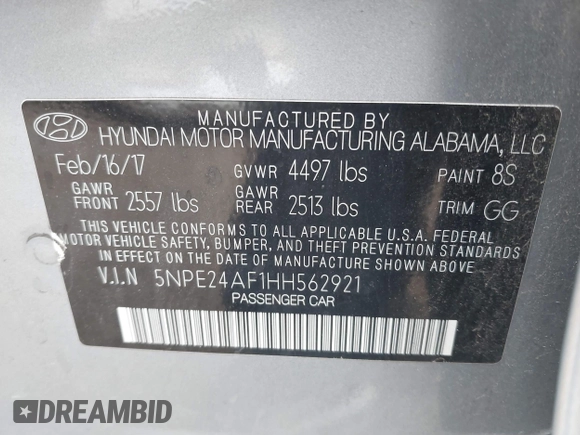 MANUFACTURED BY
HYUNDAI MOTOR MANUFACTURING ALABAMA, LLC
Feb/16/17 GVWR 4497 lbs PAINT 8S
GAWR FRONT 2557 lbs GAWR REAR 2513 lbs TRIM GG
THIS VEHICLE CONFORMS TO ALL APPLICABLE U.S. FEDERAL
MOTOR VEHICLE SAFETY, BUMPER, AND THEFT PREVENTION STANDARDS
IN EFFECT ON THE DATE OF MANUFACTURE SHOWN ABOVE.
V.I.N 5NPE24AF1HH562921
PASSENGER CAR
DREAMBID